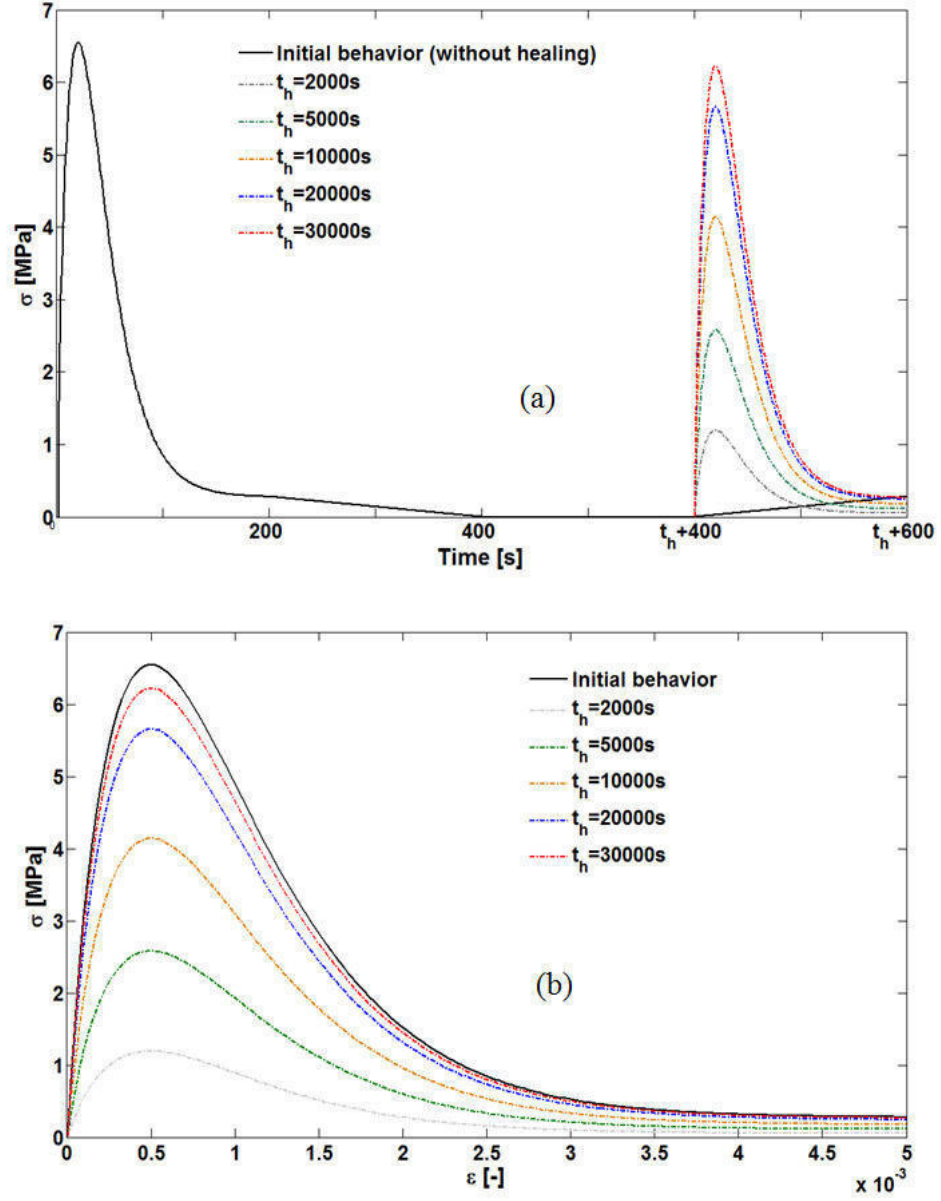 7
6
5
4
3
2
1
0
σ [MPa]
Initial behavior (without healing)
t_h=2000s
t_h=5000s
t_h=10000s
t_h=20000s
t_h=30000s
(a)
0
200
400
t_h+400
t_h+600
Time [s]
7
6
5
4
3
2
1
0
σ [MPa]
Initial behavior
t_h=2000s
t_h=5000s
t_h=10000s
t_h=20000s
t_h=30000s
(b)
0
0.5
1
1.5
2
2.5
3
3.5
4
4.5
5
ε [-]
x 10⁻³